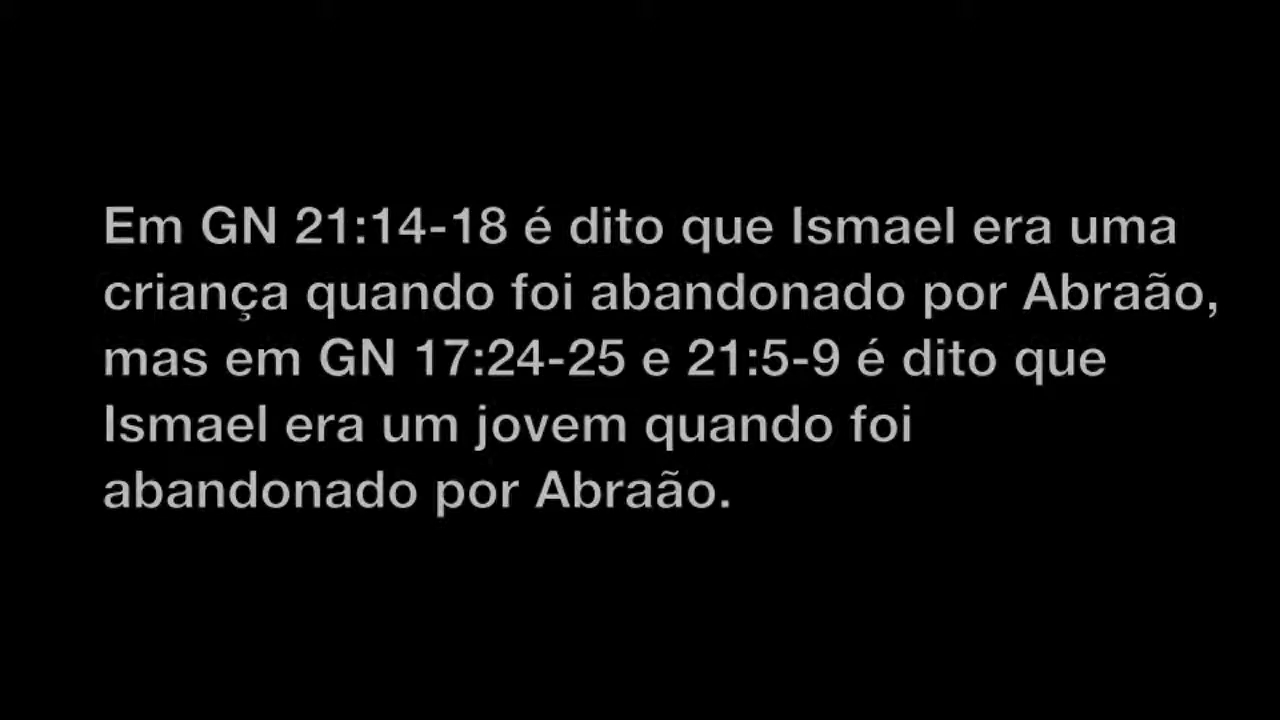 Em GN 21:14-18 é dito que Ismael era uma
criança quando foi abandonado por Abraão,
mas em GN 17:24-25 e 21:5-9 é dito que
Ismael era um jovem quando foi
abandonado por Abraão.